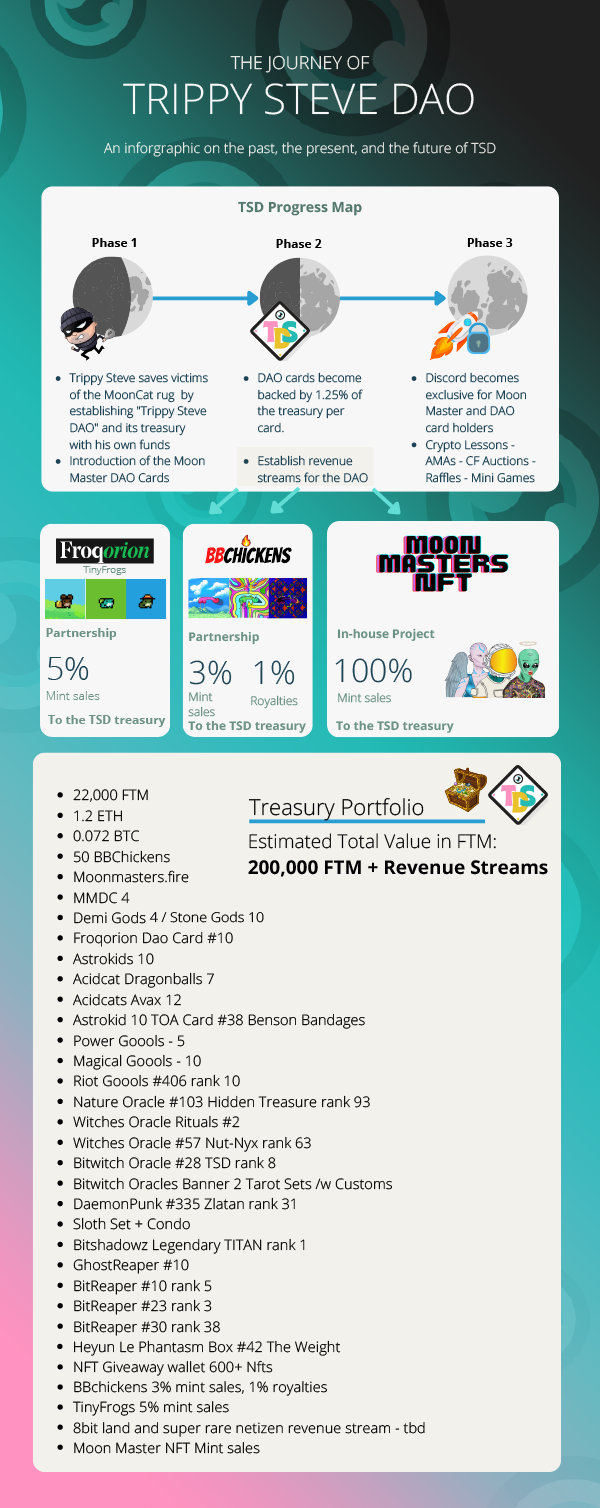 THE JOURNEY OF
TRIPPY STEVE DAO
An inforgraphic on the past, the present, and the future of TSD
TSD Progress Map
Phase 1
Phase 2
Phase 3
TDS
• Trippy Steve saves victims
of the MoonCat rug by
establishing "Trippy Steve
DAO" and its treasury
with his own funds
• Introduction of the Moon
Master DAO Cards
• DAO cards become
backed by 1.25% of
the treasury per
card.
• Establish revenue
streams for the DAO
• Discord becomes
exclusive for Moon
Master and DAO
card holders
• Crypto Lessons -
AMAs - CF Auctions -
Raffles - Mini Games
Froqorion
TinyFrogs
Partnership
5%
Mint sales
To the TSD treasury
BBCHICKENS
Partnership
3% 1%
Mint
sales
Royalties
To the TSD treasury
MOON
MASTERS
NFT
In-house Project
100%
Mint sales
To the TSD treasury
Treasury Portfolio
TDS
Estimated Total Value in FTM:
200,000 FTM + Revenue Streams
• 22,000 FTM
• 1.2 ETH
• 0.072 BTC
• 50 BBChickens
• Moonmasters.fire
• MMDC 4
• Demi Gods 4 / Stone Gods 10
• Froqorion Dao Card #10
• Astrokids 10
• Acidcat Dragonballs 7
• Acidcats Avax 12
• Astrokid 10 TOA Card #38 Benson Bandages
• Power Goools - 5
• Magical Goools - 10
• Riot Goools #406 rank 10
• Nature Oracle #103 Hidden Treasure rank 93
• Witches Oracle Rituals #2
• Witches Oracle #57 Nut-Nyx rank 63
• Bitwitch Oracle #28 TSD rank 8
• Bitwitch Oracles Banner 2 Tarot Sets /w Customs
• DaemonPunk #335 Zlatan rank 31
• Sloth Set + Condo
• Bitshadowz Legendary TITAN rank 1
• GhostReaper #10
• BitReaper #10 rank 5
• BitReaper #23 rank 3
• BitReaper #30 rank 38
• Heyun Le Phantasm Box #42 The Weight
• NFT Giveaway wallet 600+ Nfts
• BBchickens 3% mint sales, 1% royalties
• TinyFrogs 5% mint sales
• 8bit land and super rare netizen revenue stream - tbd
• Moon Master NFT Mint sales